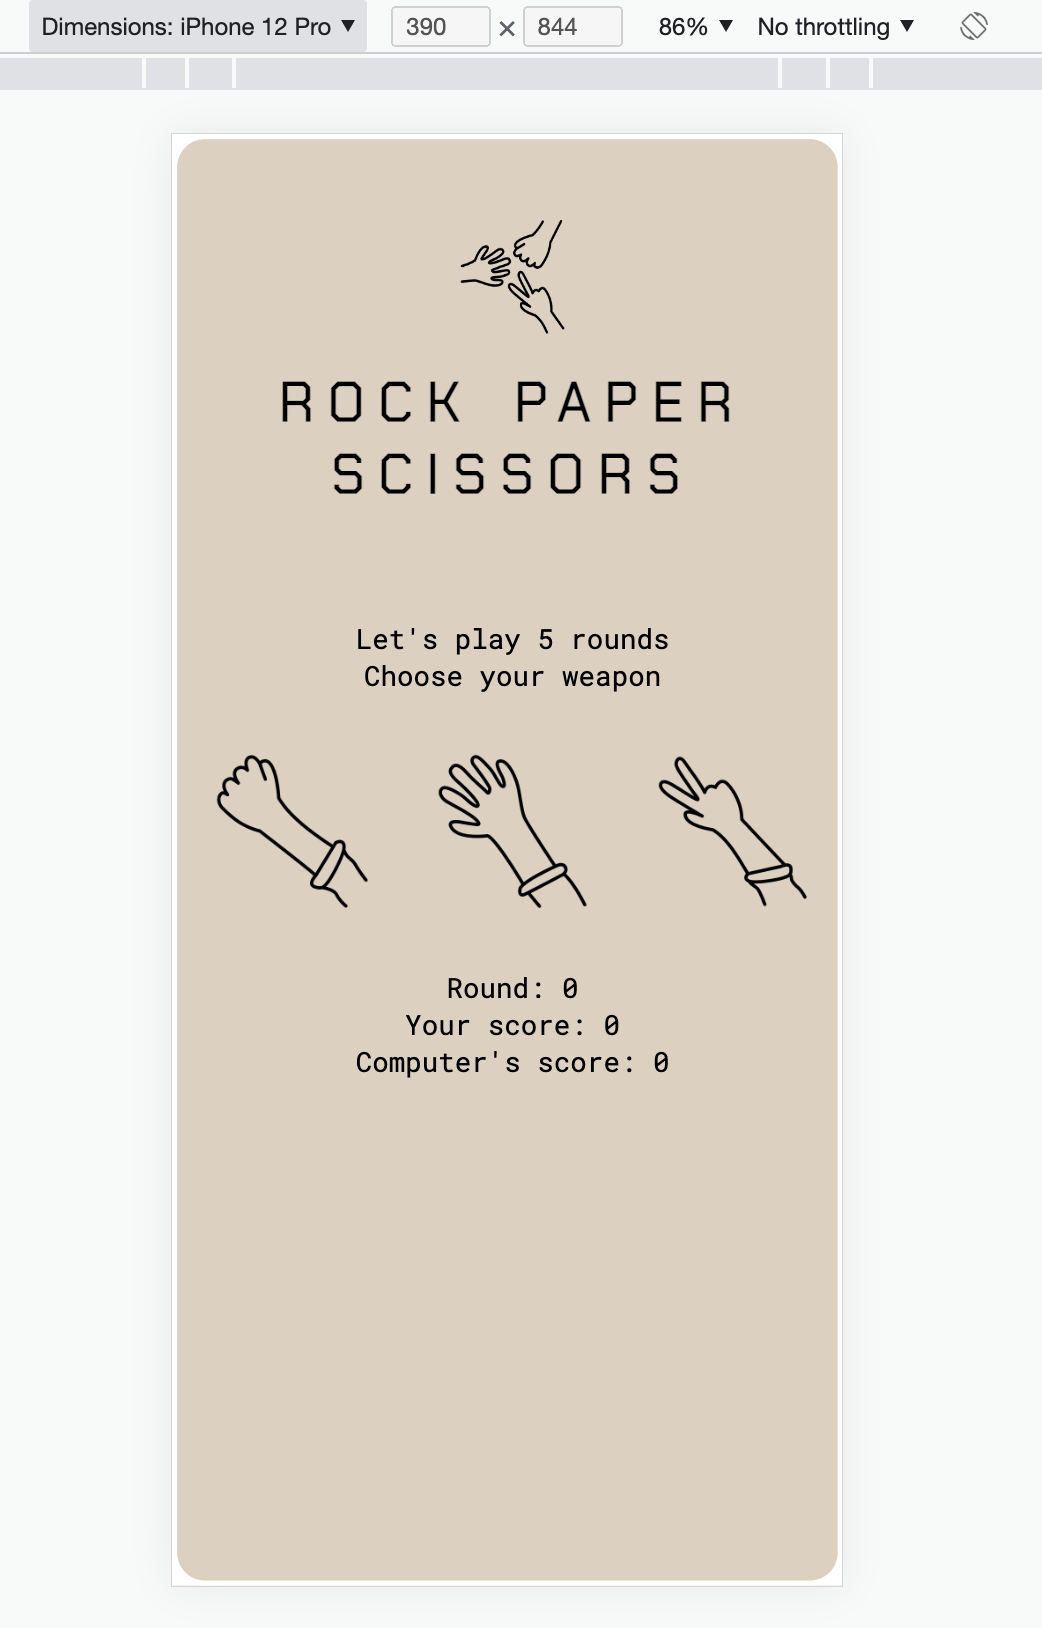 Dimensions: iPhone 12 Pro ▼ 390 × 844 86% ▼ No throttling ▼
ROCK PAPER
SCISSORS
Let's play 5 rounds
Choose your weapon
Round: 0
Your score: 0
Computer's score: 0